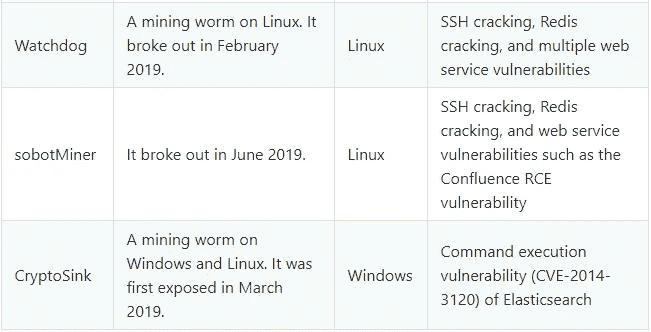 Watchdog
A mining worm on Linux. It
broke out in February
2019.
Linux
SSH cracking, Redis
cracking, and multiple web
service vulnerabilities
sobotMiner
It broke out in June 2019.
Linux
SSH cracking, Redis
cracking, and web service
vulnerabilities such as the
Confluence RCE
vulnerability
CryptoSink
A mining worm on
Windows and Linux. It was
first exposed in March
2019.
Windows
Command execution
vulnerability (CVE-2014-
3120) of Elasticsearch